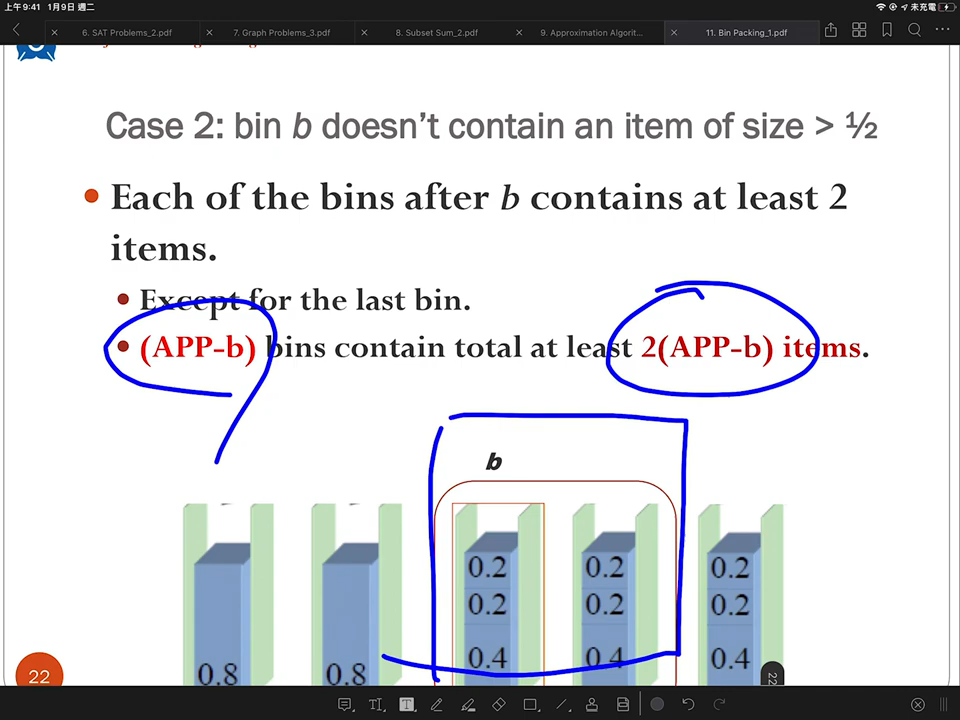 上午9:41 1月9日 週二
未充電
6. SAT Problems_2.pdf
7. Graph Problems_3.pdf
8. Subset Sum_2.pdf
9. Approximation Algorit...
11. Bin Packing_1.pdf
Case 2: bin b doesn't contain an item of size > ½
• Each of the bins after b contains at least 2
items.
• Except for the last bin.
• (APP-b) bins contain total at least 2(APP-b) items.
b
0.2 0.2 0.2
0.2 0.2 0.2
0.8 0.8 0.4 0.4 0.4
22
22